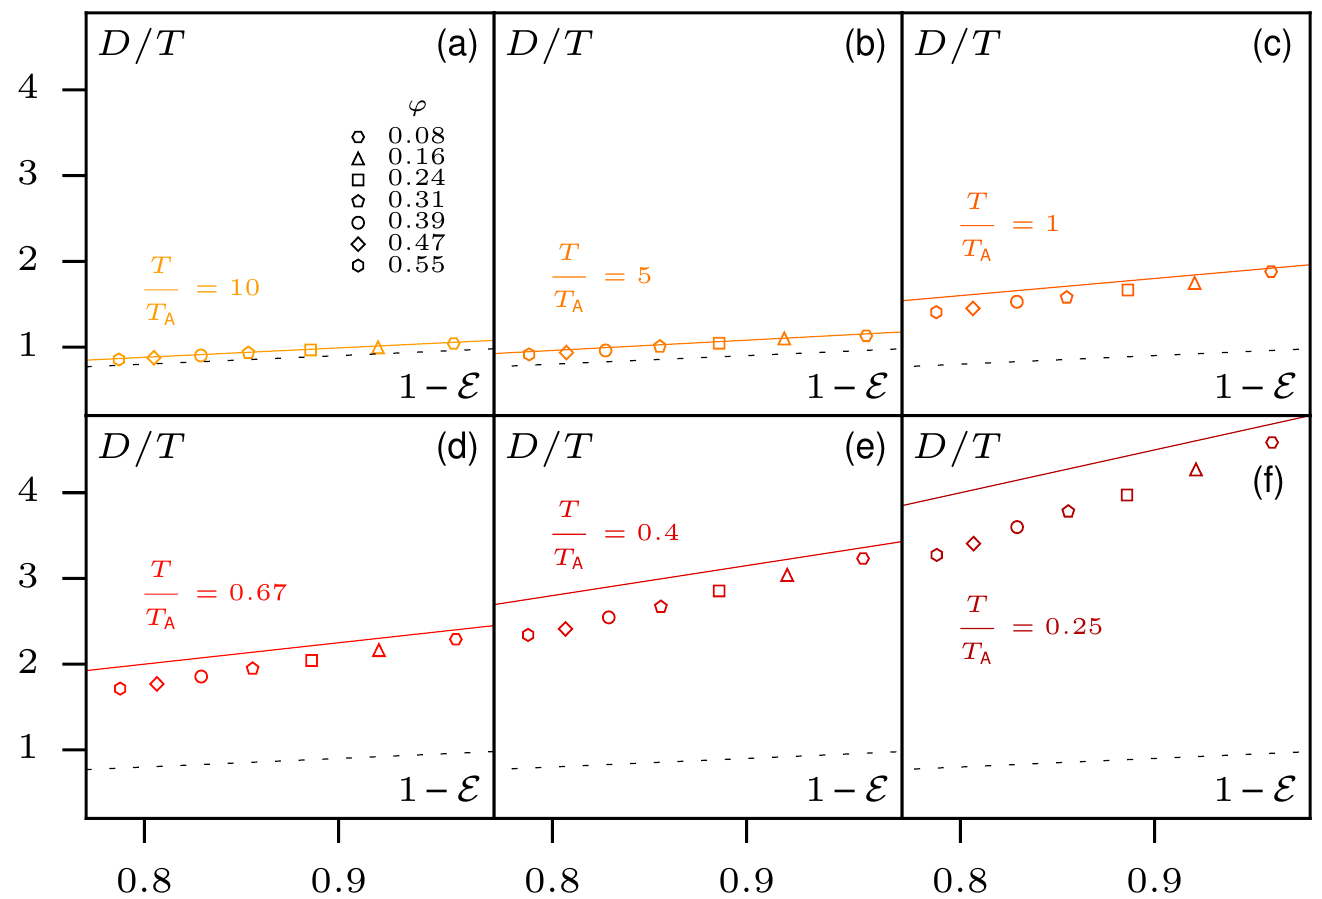 D/T (a)
D/T (b)
D/T (c)
4
3
2
1
φ
0.08
0.16
0.24
0.31
0.39
0.47
0.55
T/T_A = 10
T/T_A = 5
T/T_A = 1
1 − ℰ
1 − ℰ
1 − ℰ
D/T (d)
D/T (e)
D/T (f)
4
3
2
1
T/T_A = 0.67
T/T_A = 0.4
T/T_A = 0.25
1 − ℰ
1 − ℰ
1 − ℰ
0.8 0.9 0.8 0.9 0.8 0.9